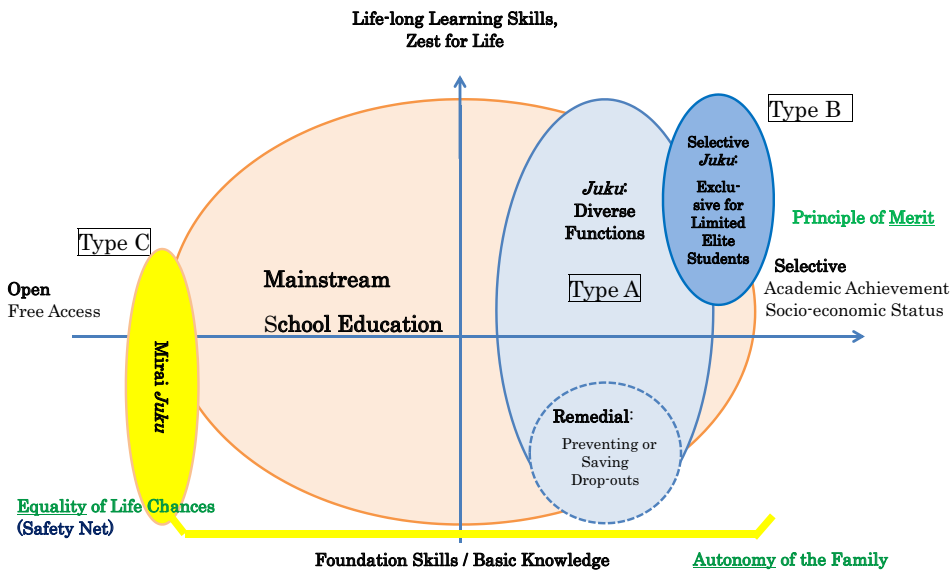 Life-long Learning Skills,
Zest for Life
Type B
Selective
Juku:
Exclu-
sive for
Limited
Elite
Students
Juku:
Diverse
Functions
Principle of Merit
Type C
Mainstream
School Education
Type A
Selective
Academic Achievement
Socio-economic Status
Open
Free Access
Mirai Juku
Remedial:
Preventing or
Saving
Drop-outs
Equality of Life Chances
(Safety Net)
Foundation Skills / Basic Knowledge
Autonomy of the Family